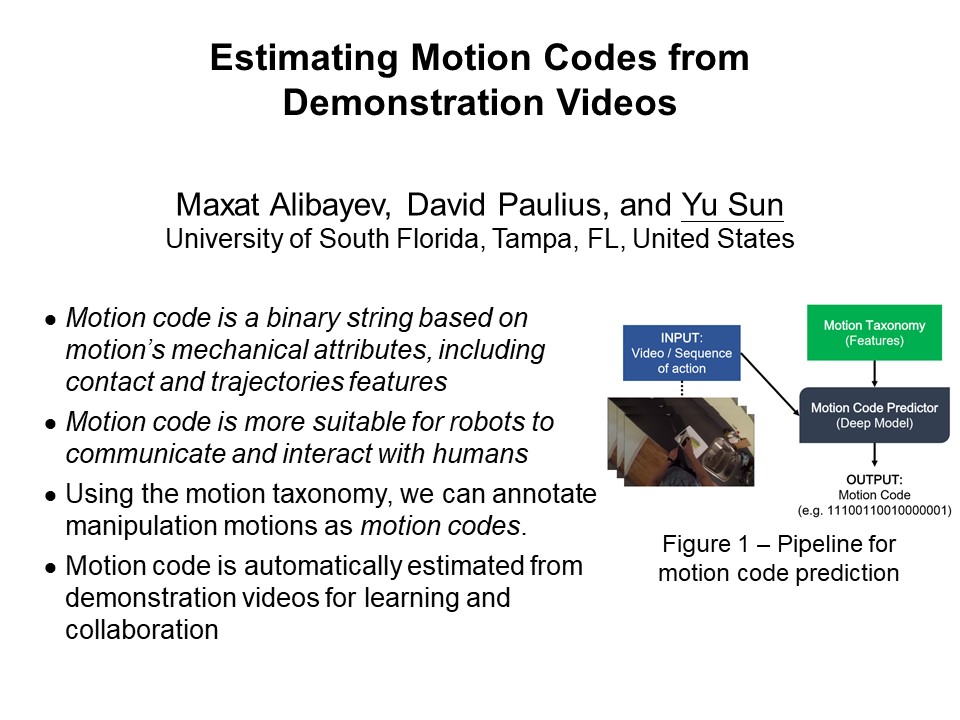 Estimating Motion Codes from
Demonstration Videos
Maxat Alibayev, David Paulius, and Yu Sun
University of South Florida, Tampa, FL, United States
● Motion code is a binary string based on
motion’s mechanical attributes, including
contact and trajectories features
● Motion code is more suitable for robots to
communicate and interact with humans
● Using the motion taxonomy, we can annotate
manipulation motions as motion codes.
● Motion code is automatically estimated from
demonstration videos for learning and
collaboration
INPUT:
Video / Sequence
of action
Motion Taxonomy
(Features)
Motion Code Predictor
(Deep Model)
OUTPUT:
Motion Code
(e.g. 11100110010000001)
Figure 1 – Pipeline for
motion code prediction